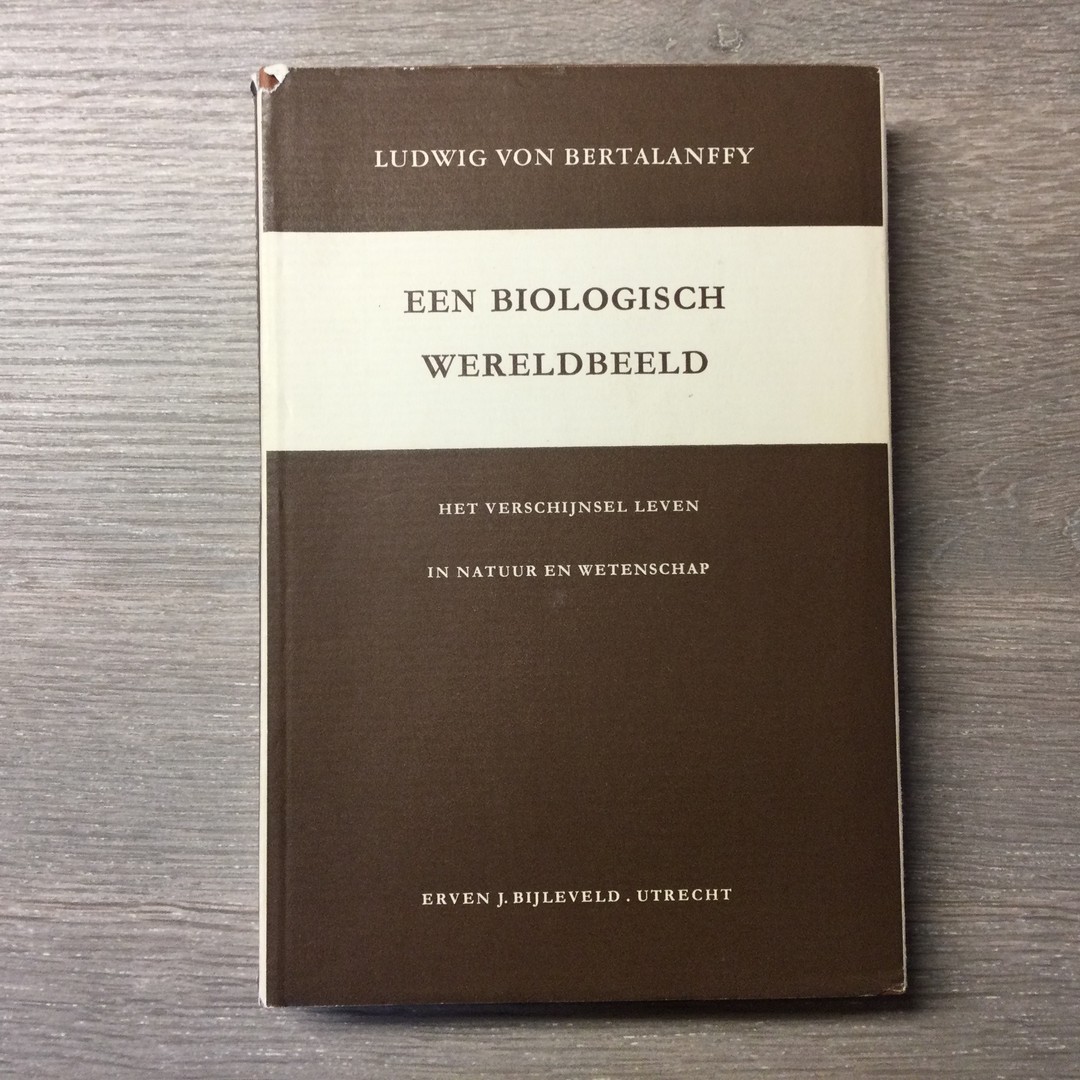 LUDWIG VON BERTALANFFY
EEN BIOLOGISCH
WERELDBEELD
HET VERSCHIJNSEL LEVEN
IN NATUUR EN WETENSCHAP
ERVEN J. BIJLEVELD . UTRECHT